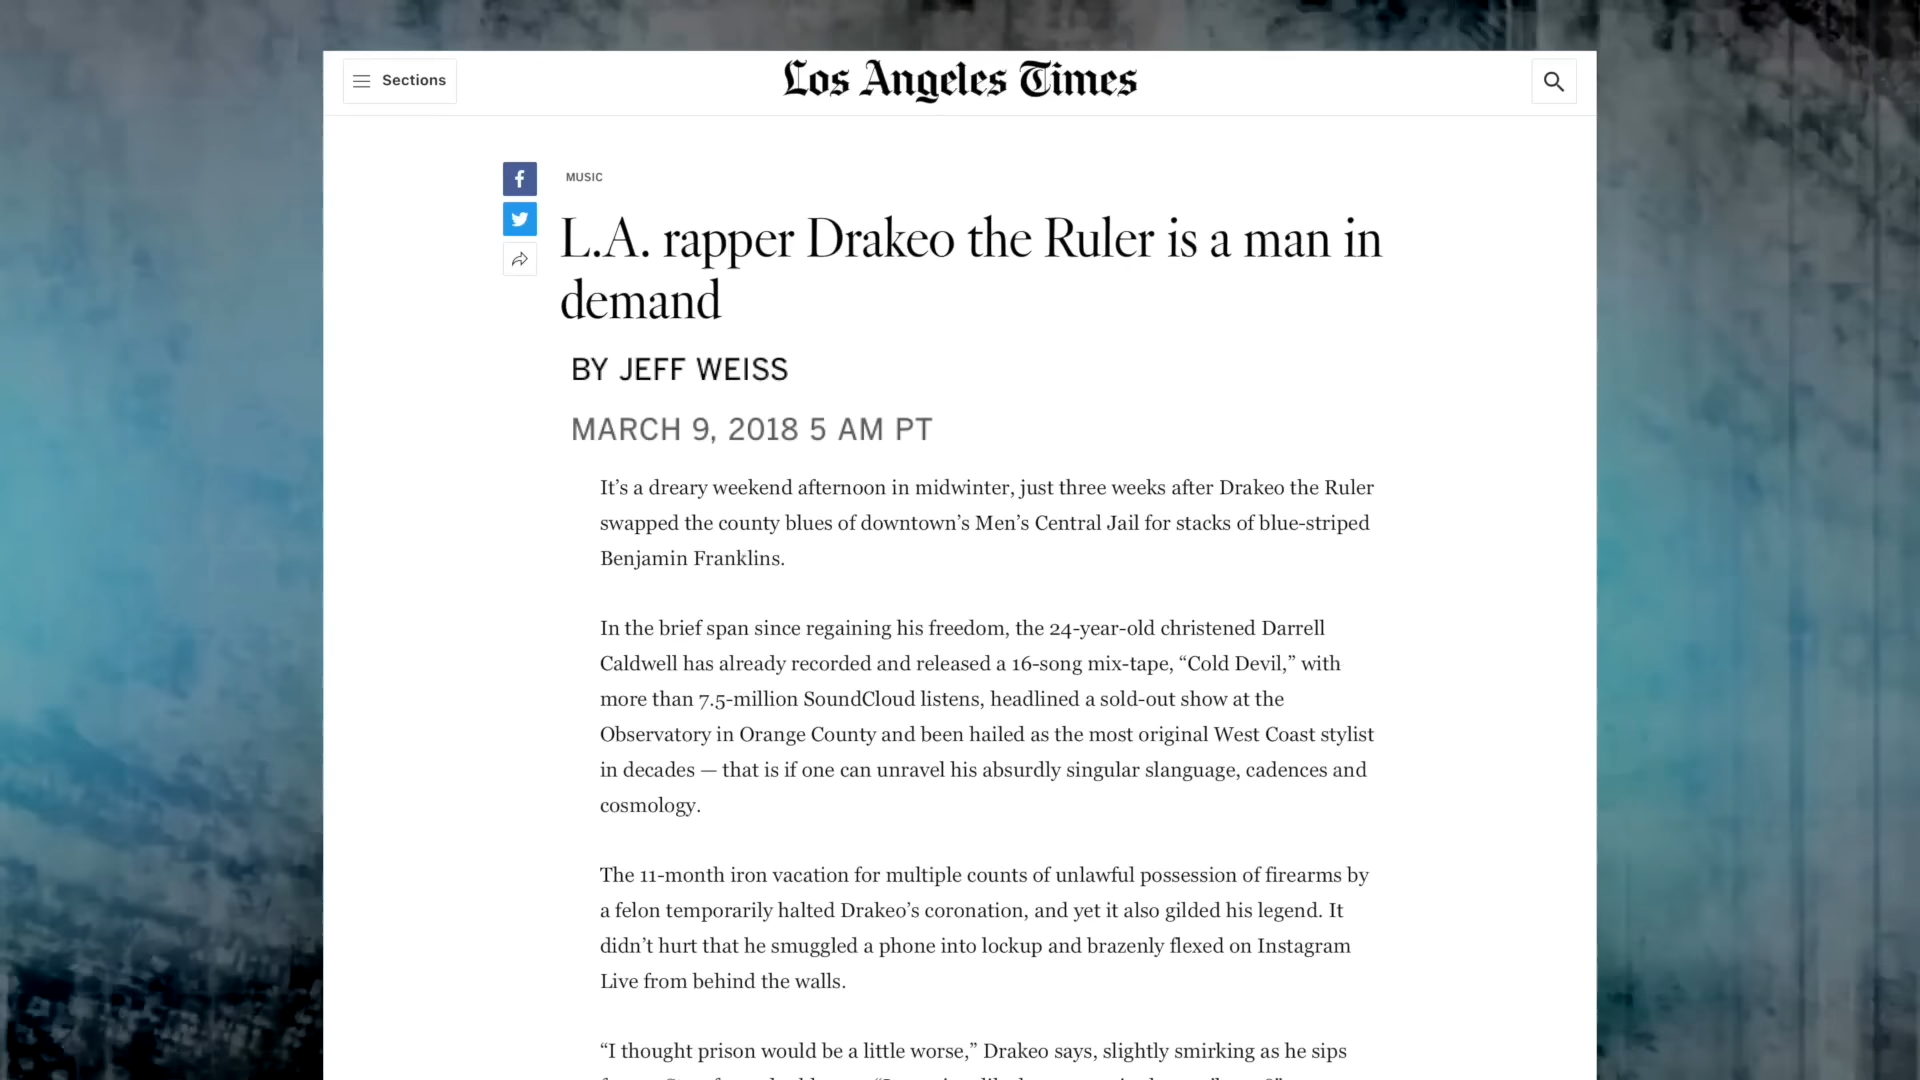 Sections
Los Angeles Times
MUSIC
L.A. rapper Drakeo the Ruler is a man in
demand
BY JEFF WEISS
MARCH 9, 2018 5 AM PT
It’s a dreary weekend afternoon in midwinter, just three weeks after Drakeo the Ruler
swapped the county blues of downtown’s Men’s Central Jail for stacks of blue-striped
Benjamin Franklins.
In the brief span since regaining his freedom, the 24-year-old christened Darrell
Caldwell has already recorded and released a 16-song mix-tape, “Cold Devil,” with
more than 7.5-million SoundCloud listens, headlined a sold-out show at the
Observatory in Orange County and been hailed as the most original West Coast stylist
in decades — that is if one can unravel his absurdly singular slanguage, cadences and
cosmology.
The 11-month iron vacation for multiple counts of unlawful possession of firearms by
a felon temporarily halted Drakeo’s coronation, and yet it also gilded his legend. It
didn’t hurt that he smuggled a phone into lockup and brazenly flexed on Instagram
Live from behind the walls.
“I thought prison would be a little worse,” Drakeo says, slightly smirking as he sips